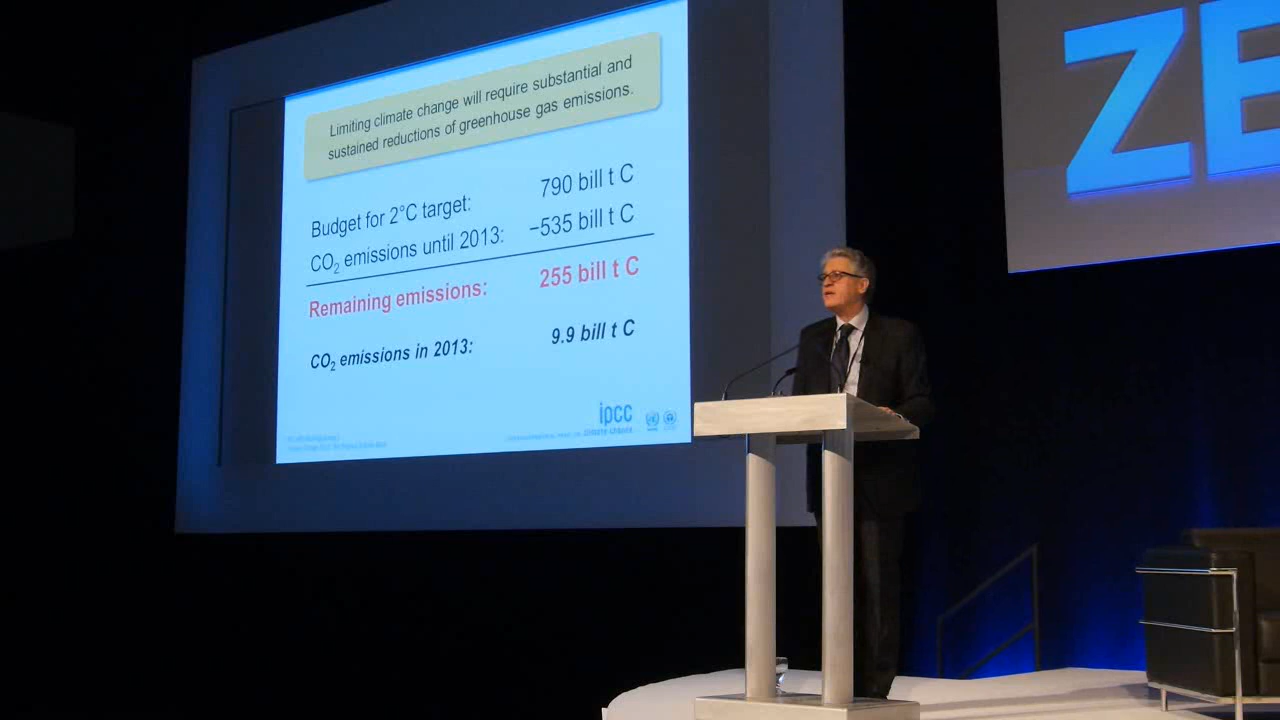 Limiting climate change will require substantial and
sustained reductions of greenhouse gas emissions.
Budget for 2°C target: 790 bill t C
CO₂ emissions until 2013: −535 bill t C
Remaining emissions: 255 bill t C
CO₂ emissions in 2013: 9.9 bill t C
ipcc
climate change
ZE